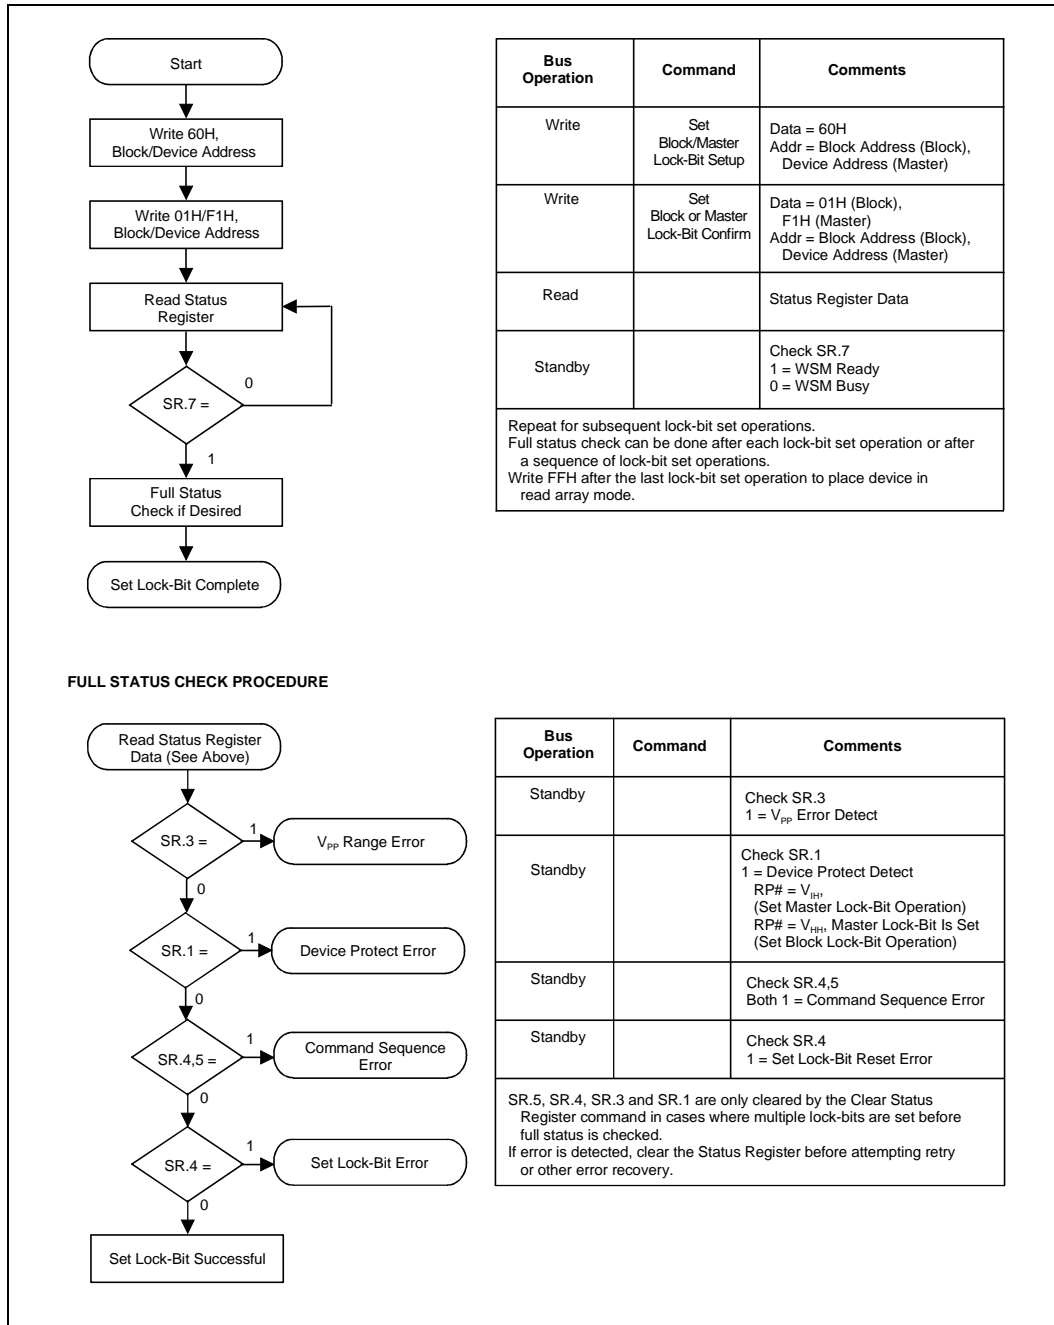 Start
Write 60H,
Block/Device Address
Write 01H/F1H,
Block/Device Address
Read Status
Register
0
SR.7 =
1
Full Status
Check if Desired
Set Lock-Bit Complete
Bus
Operation
Command
Comments
Write
Set
Block/Master
Lock-Bit Setup
Data = 60H
Addr = Block Address (Block),
Device Address (Master)
Write
Set
Block or Master
Lock-Bit Confirm
Data = 01H (Block),
F1H (Master)
Addr = Block Address (Block),
Device Address (Master)
Read
Status Register Data
Standby
Check SR.7
1 = WSM Ready
0 = WSM Busy
Repeat for subsequent lock-bit set operations.
Full status check can be done after each lock-bit set operation or after
a sequence of lock-bit set operations.
Write FFH after the last lock-bit set operation to place device in
read array mode.
FULL STATUS CHECK PROCEDURE
Read Status Register
Data (See Above)
SR.3 =
1
VPP Range Error
0
SR.1 =
1
Device Protect Error
0
SR.4,5 =
1
Command Sequence
Error
0
SR.4 =
1
Set Lock-Bit Error
0
Set Lock-Bit Successful
Bus
Operation
Command
Comments
Standby
Check SR.3
1 = VPP Error Detect
Standby
Check SR.1
1 = Device Protect Detect
RP# = VIH,
(Set Master Lock-Bit Operation)
RP# = VHH, Master Lock-Bit Is Set
(Set Block Lock-Bit Operation)
Standby
Check SR.4,5
Both 1 = Command Sequence Error
Standby
Check SR.4
1 = Set Lock-Bit Reset Error
SR.5, SR.4, SR.3 and SR.1 are only cleared by the Clear Status
Register command in cases where multiple lock-bits are set before
full status is checked.
If error is detected, clear the Status Register before attempting retry
or other error recovery.